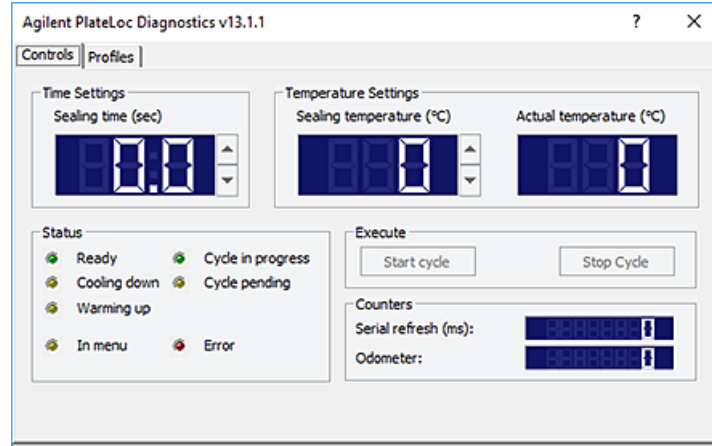 Agilent PlateLoc Diagnostics v13.1.1 ? ×
Controls Profiles
Time Settings
Sealing time (sec)
0.0
Temperature Settings
Sealing temperature (°C) Actual temperature (°C)
0 0
Status
Ready Cycle in progress
Cooling down Cycle pending
Warming up
In menu Error
Execute
Start cycle Stop Cycle
Counters
Serial refresh (ms):
Odometer: